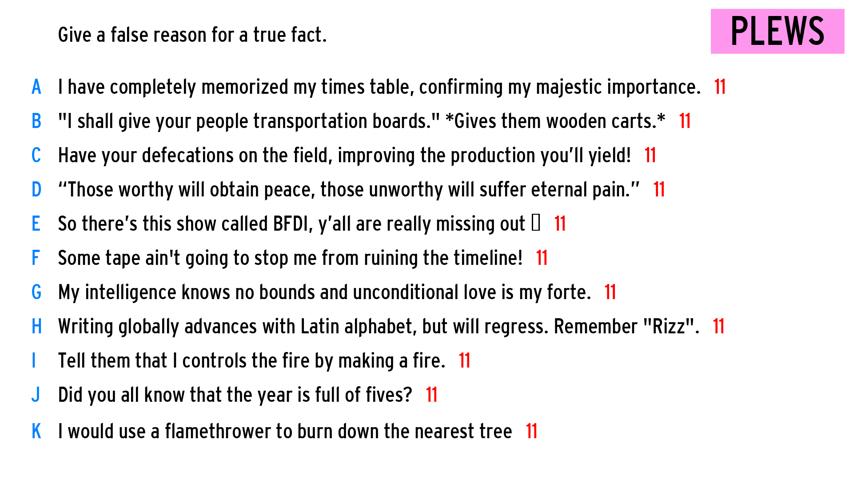 Give a false reason for a true fact.
PLEWS
A I have completely memorized my times table, confirming my majestic importance. 11
B "I shall give your people transportation boards." *Gives them wooden carts.* 11
C Have your defecations on the field, improving the production you’ll yield! 11
D “Those worthy will obtain peace, those unworthy will suffer eternal pain.” 11
E So there’s this show called BFDI, y’all are really missing out 11
F Some tape ain't going to stop me from ruining the timeline! 11
G My intelligence knows no bounds and unconditional love is my forte. 11
H Writing globally advances with Latin alphabet, but will regress. Remember "Rizz". 11
I Tell them that I controls the fire by making a fire. 11
J Did you all know that the year is full of fives? 11
K I would use a flamethrower to burn down the nearest tree 11